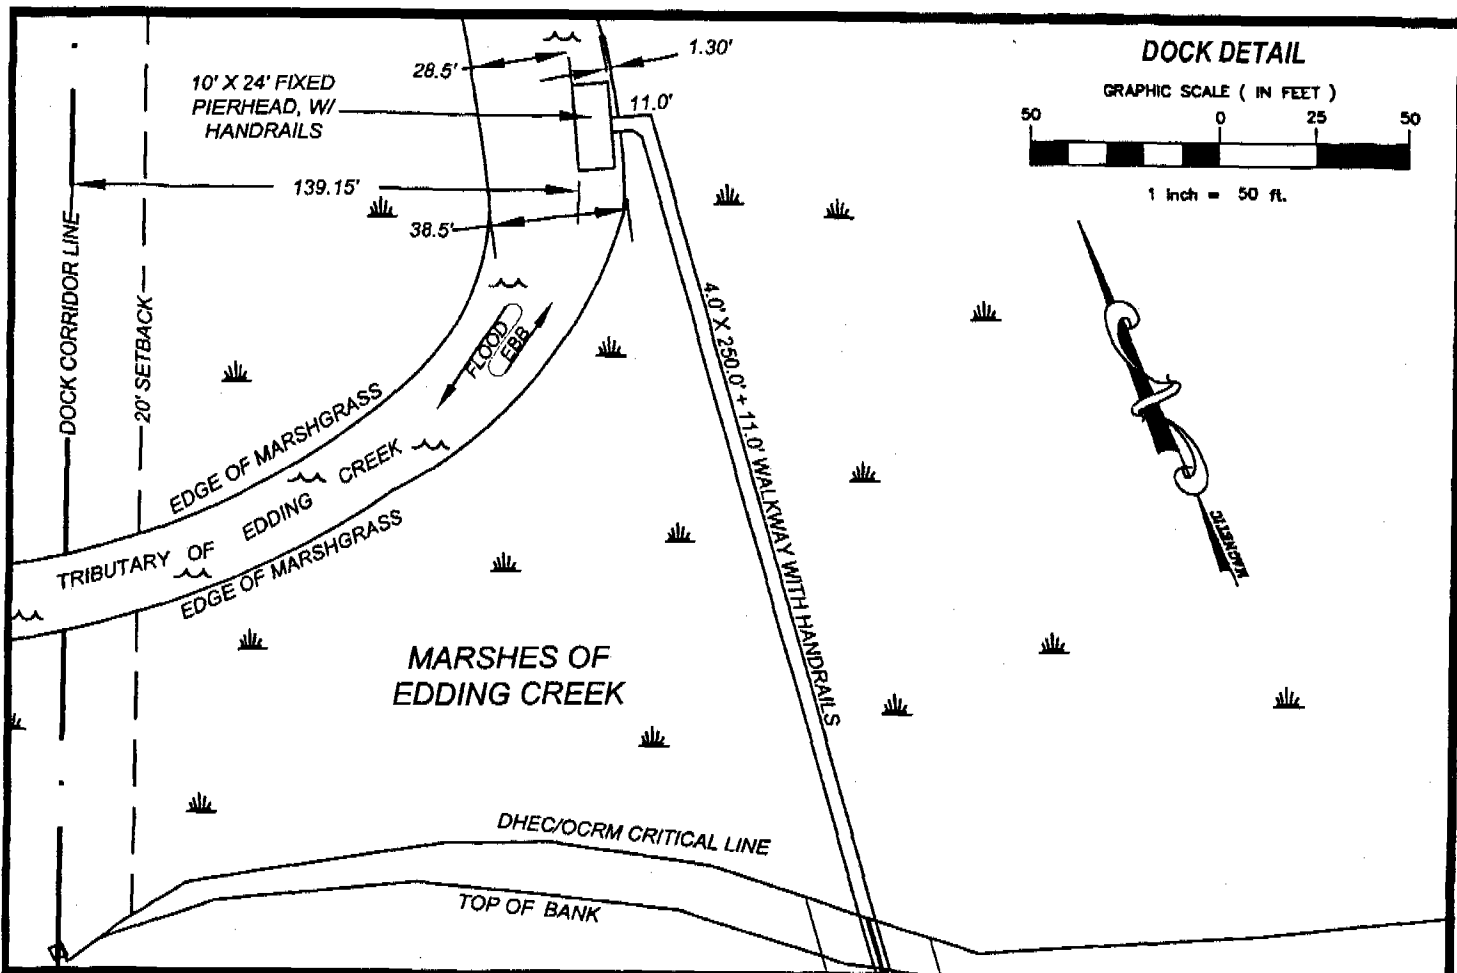 DOCK DETAIL
GRAPHIC SCALE ( IN FEET )
50 0 25 50
1 inch = 50 ft.
10' X 24' FIXED
PIERHEAD, W/
HANDRAILS
28.5'
1.30'
11.0'
139.15'
38.5'
DOCK CORRIDOR LINE
20' SETBACK
FLOOD
EBB
4.0' X 250.0' + 11.0' WALKWAY WITH HANDRAILS
EDGE OF MARSHGRASS
TRIBUTARY OF EDDING CREEK
EDGE OF MARSHGRASS
MAGNETIC
MARSHES OF
EDDING CREEK
DHEC/OCRM CRITICAL LINE
TOP OF BANK